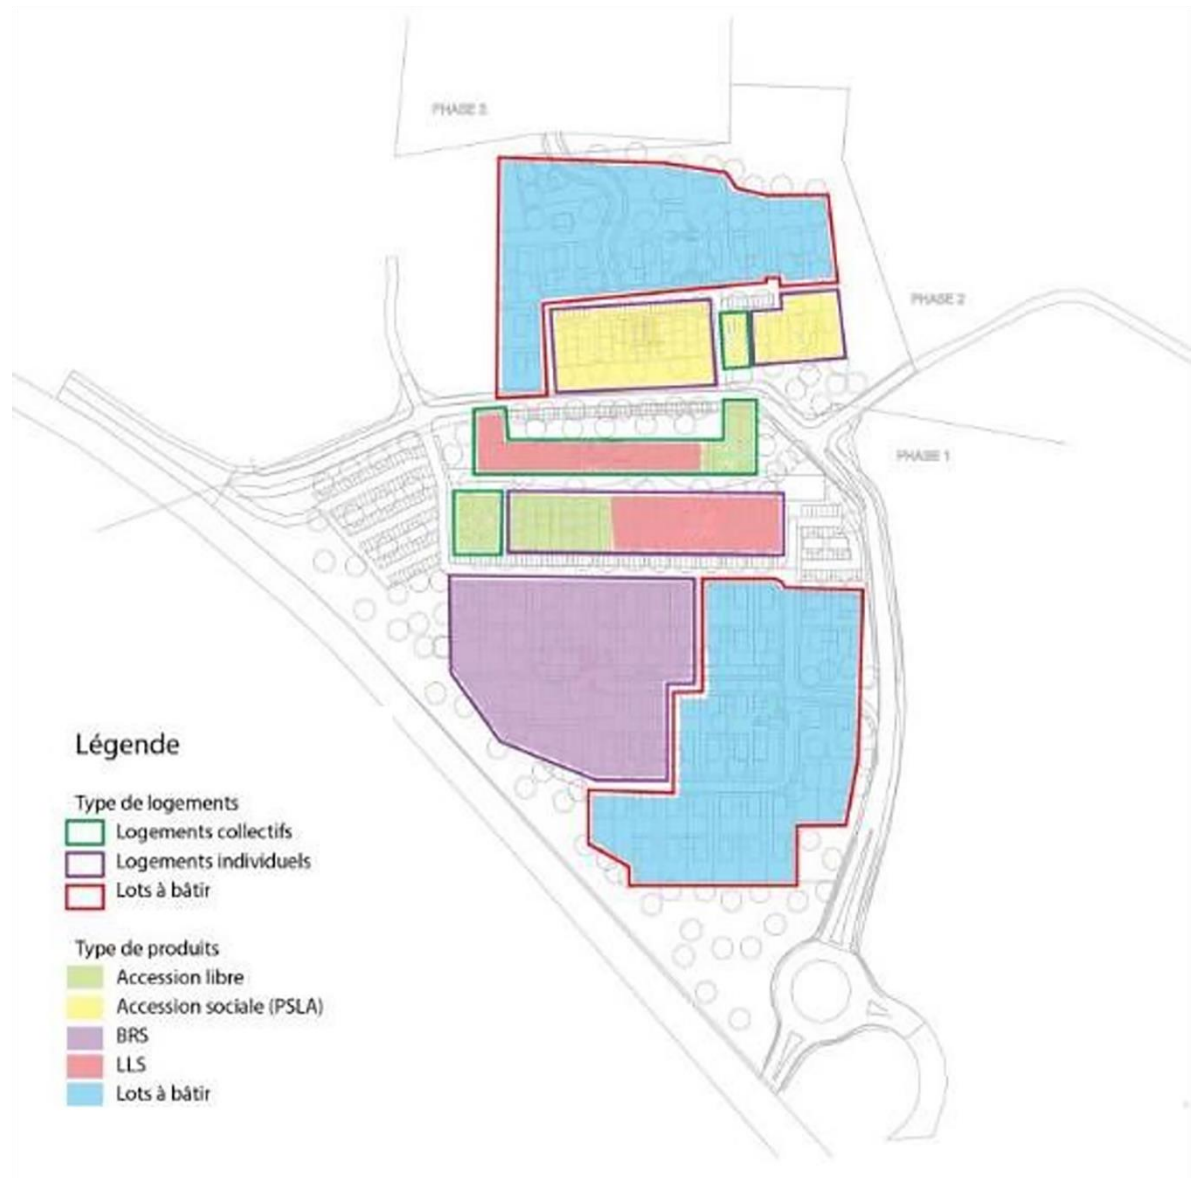 PHASE 3
PHASE 2
PHASE 1
Légende
Type de logements
Logements collectifs
Logements individuels
Lots à bâtir
Type de produits
Accession libre
Accession sociale (PSLA)
BRS
LLS
Lots à bâtir